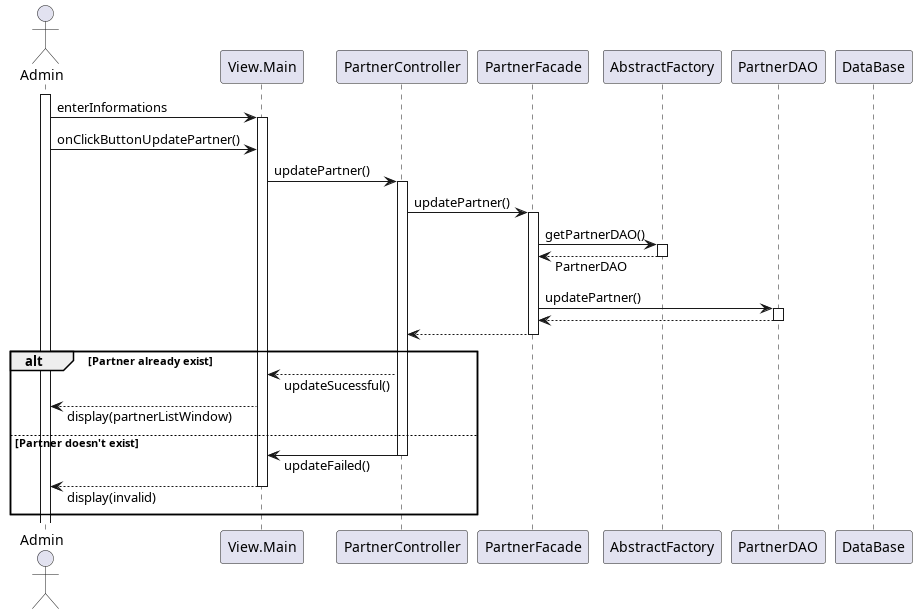 Admin
View.Main
PartnerController
PartnerFacade
AbstractFactory
PartnerDAO
DataBase
enterInformations
onClickButtonUpdatePartner()
updatePartner()
updatePartner()
getPartnerDAO()
PartnerDAO
updatePartner()
alt
[Partner already exist]
updateSucessful()
display(partnerListWindow)
[Partner doesn't exist]
updateFailed()
display(invalid)
Admin
View.Main
PartnerController
PartnerFacade
AbstractFactory
PartnerDAO
DataBase